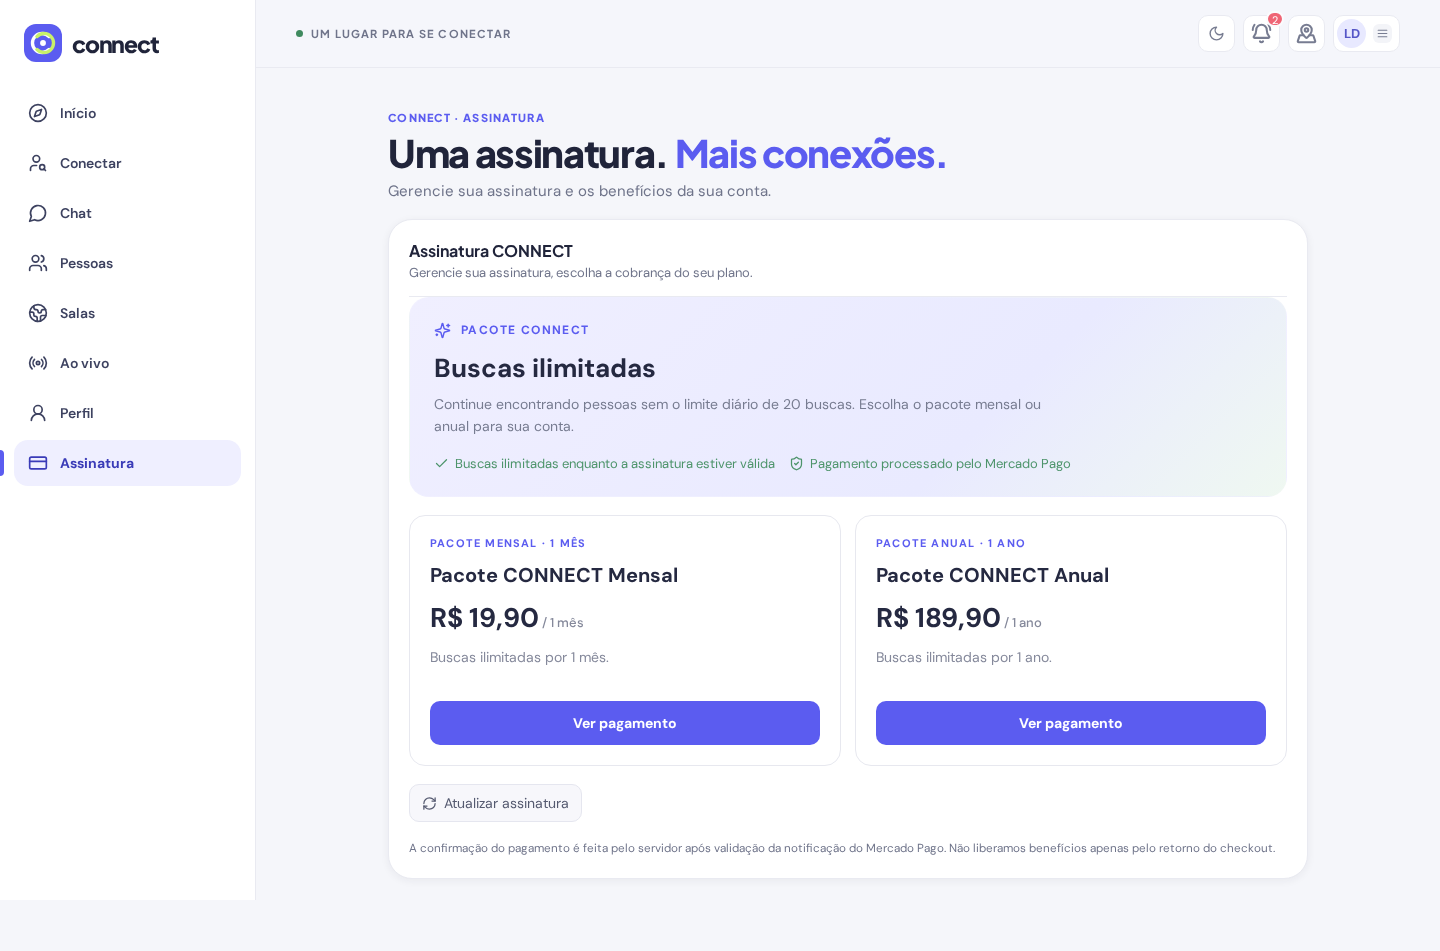 connect
UM LUGAR PARA SE CONECTAR
2
LD
Início
Conectar
Chat
Pessoas
Salas
Ao vivo
Perfil
Assinatura
CONNECT · ASSINATURA
Uma assinatura. Mais conexões.
Gerencie sua assinatura e os benefícios da sua conta.
Assinatura CONNECT
Gerencie sua assinatura, escolha a cobrança do seu plano.
PACOTE CONNECT
Buscas ilimitadas
Continue encontrando pessoas sem o limite diário de 20 buscas. Escolha o pacote mensal ou
anual para sua conta.
Buscas ilimitadas enquanto a assinatura estiver válida
Pagamento processado pelo Mercado Pago
PACOTE MENSAL · 1 MÊS
Pacote CONNECT Mensal
R$ 19,90 / 1 mês
Buscas ilimitadas por 1 mês.
Ver pagamento
PACOTE ANUAL · 1 ANO
Pacote CONNECT Anual
R$ 189,90 / 1 ano
Buscas ilimitadas por 1 ano.
Ver pagamento
Atualizar assinatura
A confirmação do pagamento é feita pelo servidor após validação da notificação do Mercado Pago. Não liberamos benefícios apenas pelo retorno do checkout.